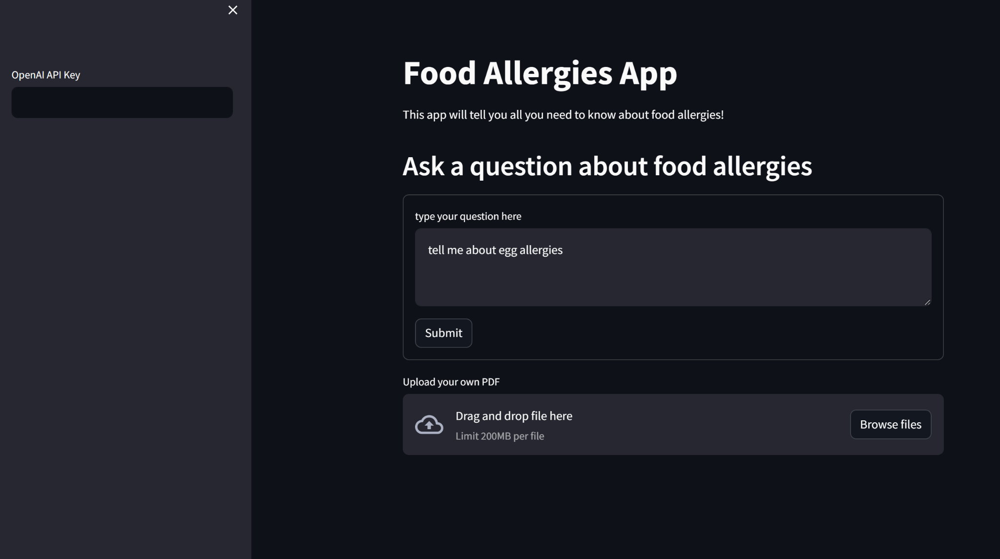 OpenAI API Key
Food Allergies App
This app will tell you all you need to know about food allergies!
Ask a question about food allergies
type your question here
tell me about egg allergies
Submit
Upload your own PDF
Drag and drop file here
Limit 200MB per file
Browse files